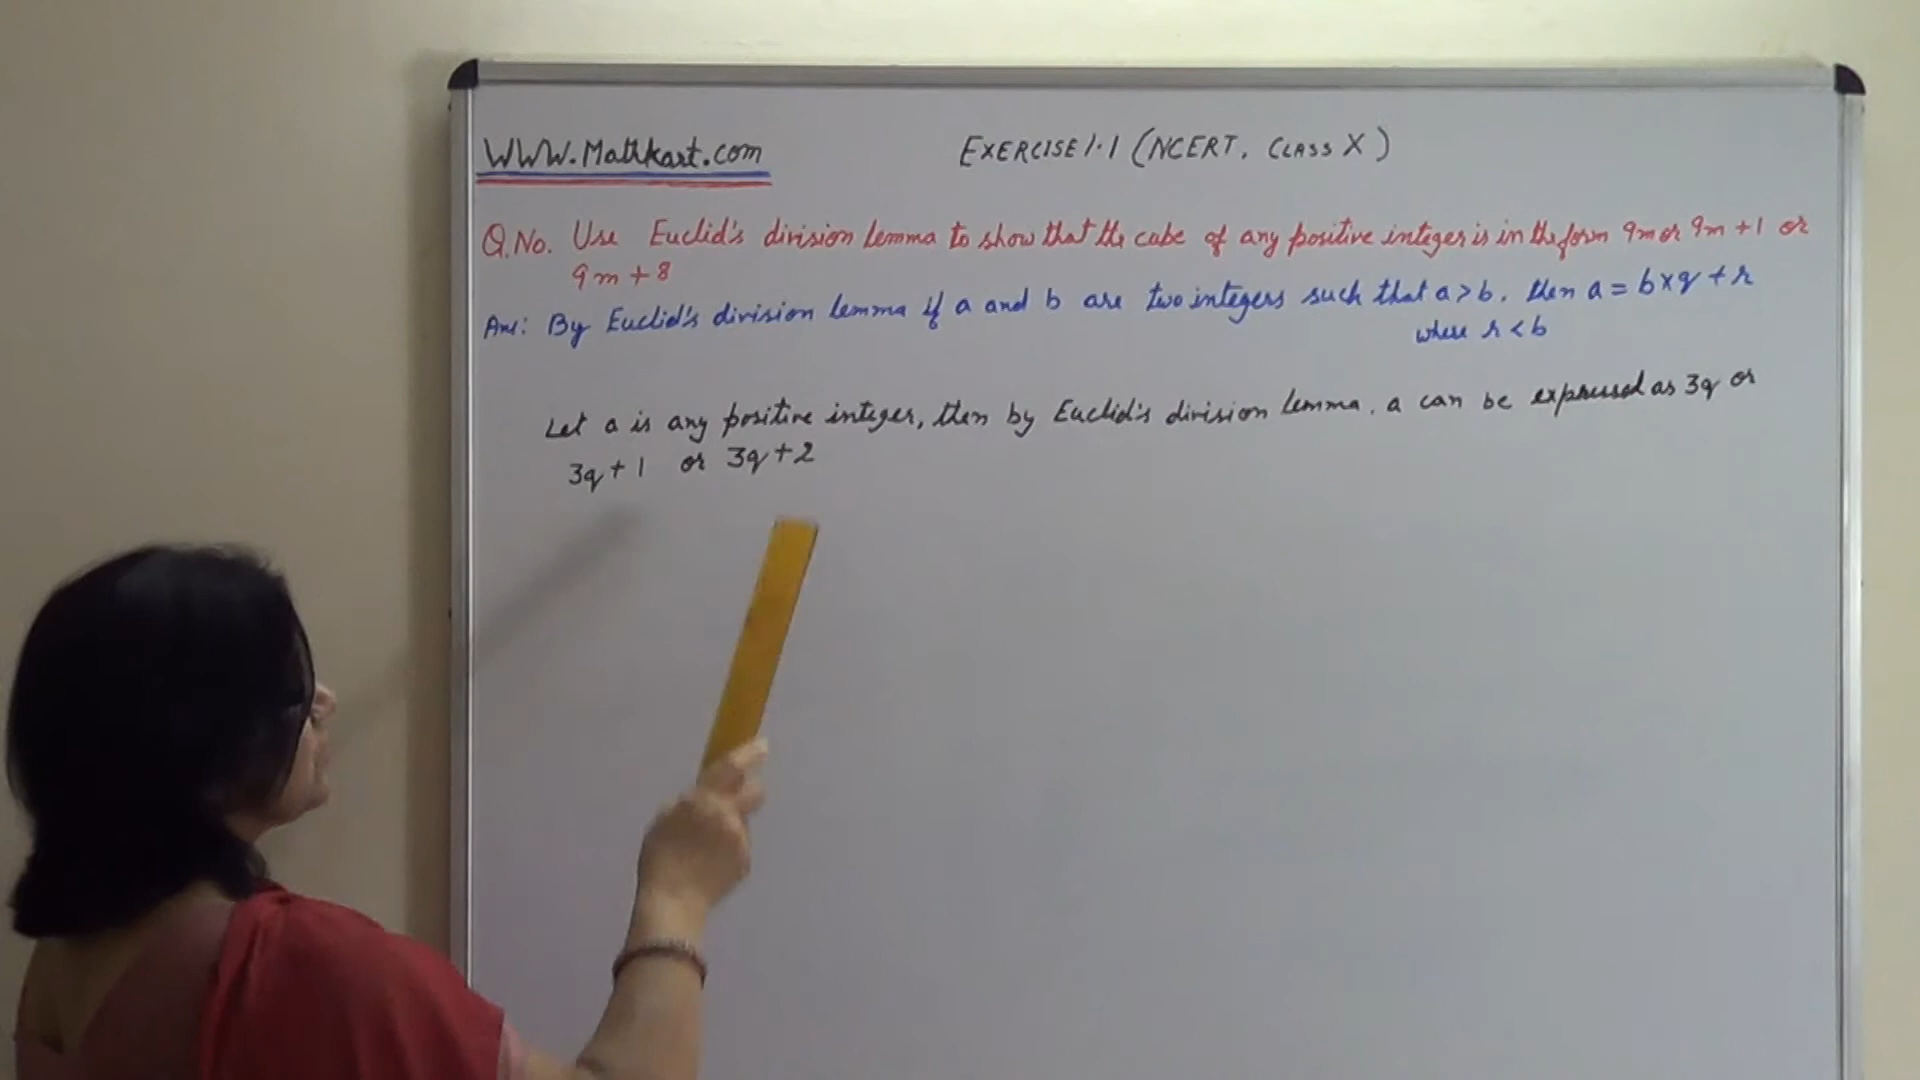 WWW.Mathkart.com
EXERCISE 1.1 (NCERT, CLASS X)
Q.No. Use Euclid's division lemma to show that the cube of any positive integer is in the form 9m or 9m + 1 or
9m + 8
Ans: By Euclid's division lemma if a and b are two integers such that a > b, then a = b×q + r
where r < b
Let a is any positive integer, then by Euclid's division lemma, a can be expressed as 3q or
3q + 1 or 3q + 2